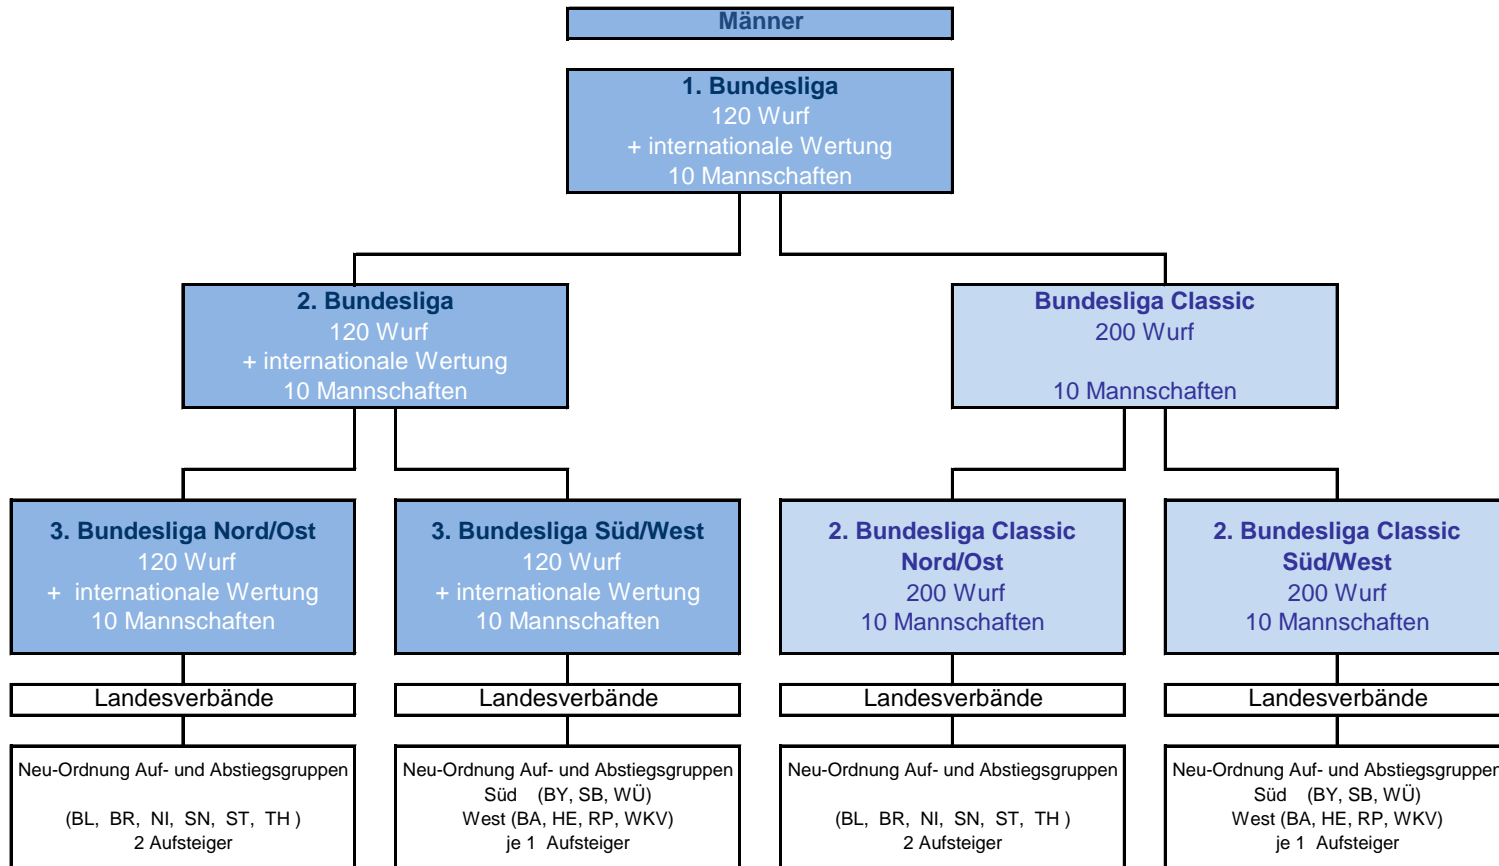 Männer
1. Bundesliga
120 Wurf
+ internationale Wertung
10 Mannschaften
2. Bundesliga
120 Wurf
+ internationale Wertung
10 Mannschaften
Bundesliga Classic
200 Wurf
10 Mannschaften
3. Bundesliga Nord/Ost
120 Wurf
+ internationale Wertung
10 Mannschaften
3. Bundesliga Süd/West
120 Wurf
+ internationale Wertung
10 Mannschaften
2. Bundesliga Classic
Nord/Ost
200 Wurf
10 Mannschaften
2. Bundesliga Classic
Süd/West
200 Wurf
10 Mannschaften
Landesverbände
Landesverbände
Landesverbände
Landesverbände
Neu-Ordnung Auf- und Abstiegsgruppen
(BL, BR, NI, SN, ST, TH )
2 Aufsteiger
Neu-Ordnung Auf- und Abstiegsgruppen
Süd (BY, SB, WÜ)
West (BA, HE, RP, WKV)
je 1 Aufsteiger
Neu-Ordnung Auf- und Abstiegsgruppen
(BL, BR, NI, SN, ST, TH )
2 Aufsteiger
Neu-Ordnung Auf- und Abstiegsgruppen
Süd (BY, SB, WÜ)
West (BA, HE, RP, WKV)
je 1 Aufsteiger